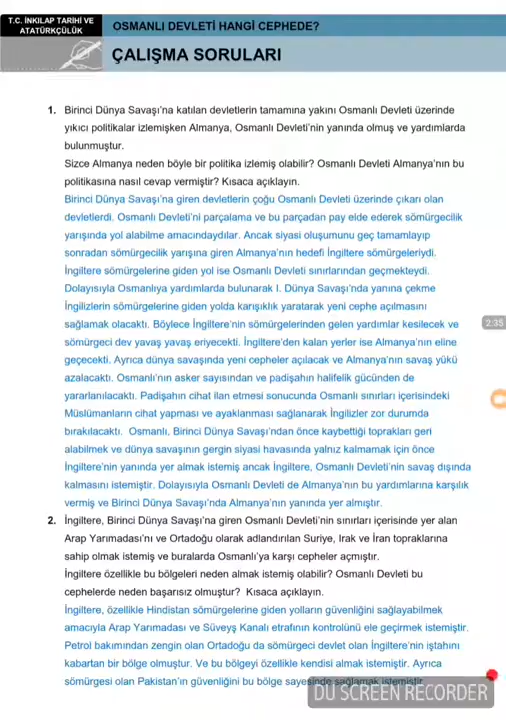 T.C. İNKILAP TARİHİ VE
ATATÜRKÇÜLÜK
OSMANLI DEVLETİ HANGİ CEPHEDE?
ÇALIŞMA SORULARI
1. Birinci Dünya Savaşı'na katılan devletlerin tamamına yakını Osmanlı Devleti üzerinde
yıkıcı politikalar izlemişken Almanya, Osmanlı Devleti'nin yanında olmuş ve yardımlarda
bulunmuştur.
Sizce Almanya neden böyle bir politika izlemiş olabilir? Osmanlı Devleti Almanya'nın bu
politikasına nasıl cevap vermiştir? Kısaca açıklayın.
Birinci Dünya Savaşı'na giren devletlerin çoğu Osmanlı Devleti üzerinde çıkarı olan
devletlerdi. Osmanlı Devleti'ni parçalama ve bu parçadan pay elde ederek sömürgecilik
yarışında yol alabilme amacındaydılar. Ancak siyasi oluşumunu geç tamamlayıp
sonradan sömürgecilik yarışına giren Almanya'nın hedefi İngiltere sömürgeleriydi.
İngiltere sömürgelerine giden yol ise Osmanlı Devleti sınırlarından geçmekteydi.
Dolayısıyla Osmanlıya yardımlarda bulunarak I. Dünya Savaşı'nda yanına çekme
İngilizlerin sömürgelerine giden yolda karışıklık yaratarak yeni cephe açılmasını
sağlamak olacaktı. Böylece İngiltere'nin sömürgelerinden gelen yardımlar kesilecek ve
sömürgeci dev yavaş yavaş eriyecekti. İngiltere'den kalan yerler ise Almanya'nın eline
geçecekti. Ayrıca dünya savaşında yeni cepheler açılacak ve Almanya'nın savaş yükü
azalacaktı. Osmanlı'nın asker sayısından ve padişahın halifelik gücünden de
yararlanılacaktı. Padişahın cihat ilan etmesi sonucunda Osmanlı sınırları içerisindeki
Müslümanların cihat yapması ve ayaklanması sağlanarak İngilizler zor durumda
bırakılacaktı. Osmanlı, Birinci Dünya Savaşı'ndan önce kaybettiği toprakları geri
alabilmek ve dünya savaşının gergin siyasi havasında yalnız kalmamak için önce
İngiltere'nin yanında yer almak istemiş ancak İngiltere, Osmanlı Devleti'nin savaş dışında
kalmasını istemiştir. Dolayısıyla Osmanlı Devleti de Almanya'nın bu yardımlarına karşılık
vermiş ve Birinci Dünya Savaşı'nda Almanya'nın yanında yer almıştır.
2. İngiltere, Birinci Dünya Savaşı'na giren Osmanlı Devleti'nin sınırları içerisinde yer alan
Arap Yarımadası'nı ve Ortadoğu olarak adlandırılan Suriye, Irak ve İran topraklarına
sahip olmak istemiş ve buralarda Osmanlı'ya karşı cepheler açmıştır.
İngiltere özellikle bu bölgeleri neden almak istemiş olabilir? Osmanlı Devleti bu
cephelerde neden başarısız olmuştur? Kısaca açıklayın.
İngiltere, özellikle Hindistan sömürgelerine giden yolların güvenliğini sağlayabilmek
amacıyla Arap Yarımadası ve Süveyş Kanalı etrafının kontrolünü ele geçirmek istemiştir.
Petrol bakımından zengin olan Ortadoğu da sömürgeci devlet olan İngiltere'nin iştahını
kabartan bir bölge olmuştur. Ve bu bölgeyi özellikle kendisi almak istemiştir. Ayrıca
sömürgesi olan Pakistan'ın güvenliğini bu bölge sayesinde sağlamak istemiştir.
2:35
DU SCREEN RECORDER